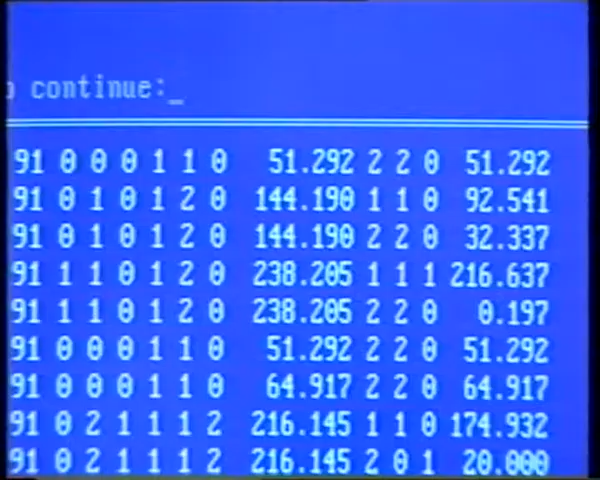 continue:_
91 0 0 0 1 1 0 51.292 2 2 0 51.292
91 0 1 0 1 2 0 144.190 1 1 0 92.541
91 0 1 0 1 2 0 144.190 2 2 0 32.337
91 1 1 0 1 2 0 238.205 1 1 1 216.637
91 1 1 0 1 2 0 238.205 2 2 0 0.197
91 0 0 0 1 1 0 51.292 2 2 0 51.292
91 0 0 0 1 1 0 64.917 2 2 0 64.917
91 0 2 1 1 1 2 216.145 1 1 0 174.932
91 0 2 1 1 1 2 216.145 2 0 1 20.000